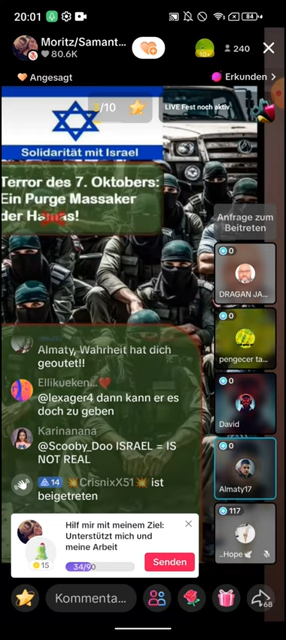 20:01
84
Moritz/Samant...
80.6K
10+
240
Angesagt
Erkunden >
/10
LIVE Fest noch aktiv
Solidarität mit Israel
Terror des 7. Oktobers:
Ein Purge Massaker
der Hamas!
Anfrage zum
Beitreten
0
DRAGAN JA...
0
pengecer ta...
0
David
0
Almaty17
117
...Hope
Almaty, Wahrheit hat dich
geoutet!!
Ellikueken...
@lexager4 dann kann er es
doch zu geben
Karinanana
@Scooby_Doo ISRAEL = IS
NOT REAL
14 CrisnixX51 ist
beigetreten
Hilf mir mit meinem Ziel:
Unterstützt mich und
meine Arbeit
15
34/90
Senden
Kommenta...
68